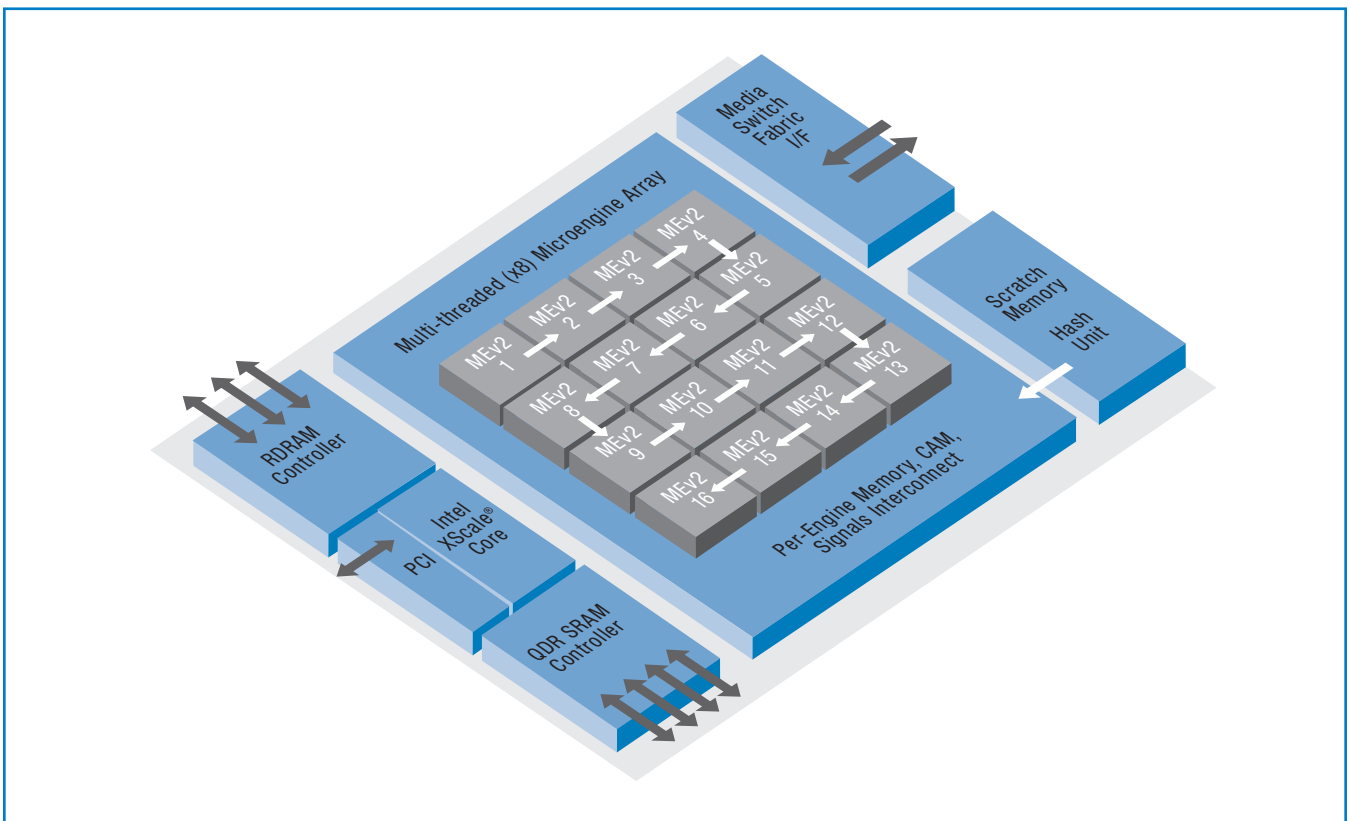 Media
Switch
Fabric
I/F
Scratch
Memory
Hash
Unit
Multi-threaded (x8) Microengine Array
MEv2
1
MEv2
2
MEv2
3
MEv2
4
MEv2
5
MEv2
6
MEv2
7
MEv2
8
MEv2
9
MEv2
10
MEv2
11
MEv2
12
MEv2
13
MEv2
14
MEv2
15
MEv2
16
Per-Engine Memory, CAM,
Signals Interconnect
RDRAM
Controller
Intel
XScale®
Core
PCI
QDR SRAM
Controller